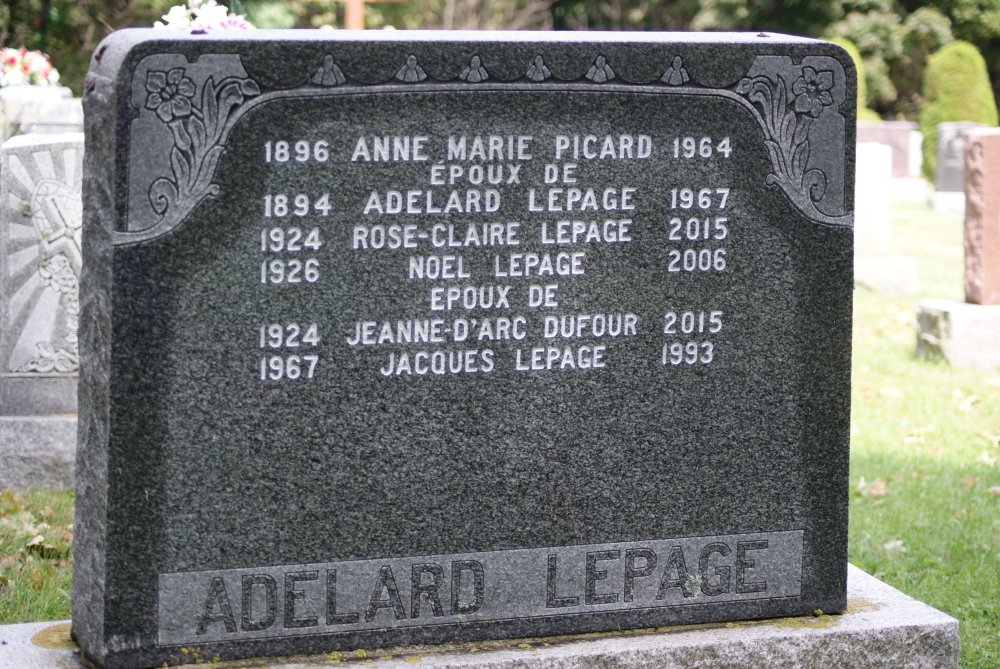 1896 ANNE MARIE PICARD 1964
ÉPOUX DE
1894 ADELARD LEPAGE 1967
1924 ROSE-CLAIRE LEPAGE 2015
1926 NOEL LEPAGE 2006
EPOUX DE
1924 JEANNE-D'ARC DUFOUR 2015
1967 JACQUES LEPAGE 1993
ADELARD LEPAGE